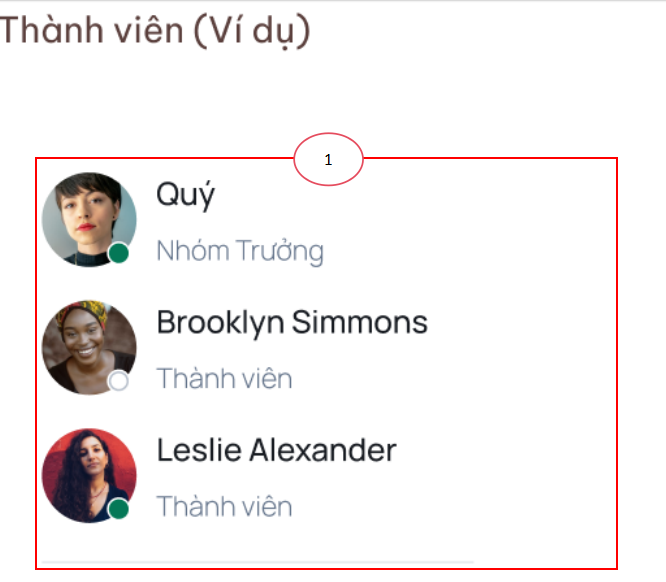 Thành viên (Ví dụ)
1
Quý
Nhóm Trưởng
Brooklyn Simmons
Thành viên
Leslie Alexander
Thành viên